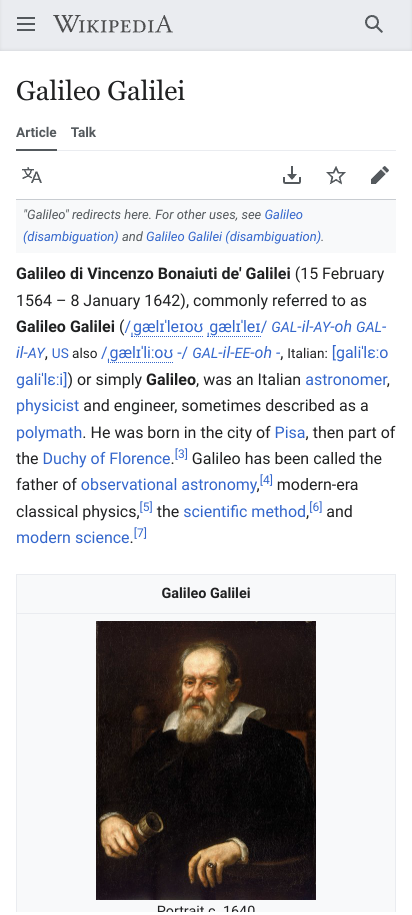 WIKIPEDIA
Galileo Galilei
Article Talk
"Galileo" redirects here. For other uses, see Galileo
(disambiguation) and Galileo Galilei (disambiguation).
Galileo di Vincenzo Bonaiuti de' Galilei (15 February
1564 – 8 January 1642), commonly referred to as
Galileo Galilei (/ˌɡælɪˈleɪoʊ ˌɡælɪˈleɪ/ GAL-il-AY-oh GAL-
il-AY, US also /ˌɡælɪˈliːoʊ -/ GAL-il-EE-oh -, Italian: [ɡaliˈlɛːo
ɡaliˈlɛːi]) or simply Galileo, was an Italian astronomer,
physicist and engineer, sometimes described as a
polymath. He was born in the city of Pisa, then part of
the Duchy of Florence.[3] Galileo has been called the
father of observational astronomy,[4] modern-era
classical physics,[5] the scientific method,[6] and
modern science.[7]
Galileo Galilei
Portrait c. 1640